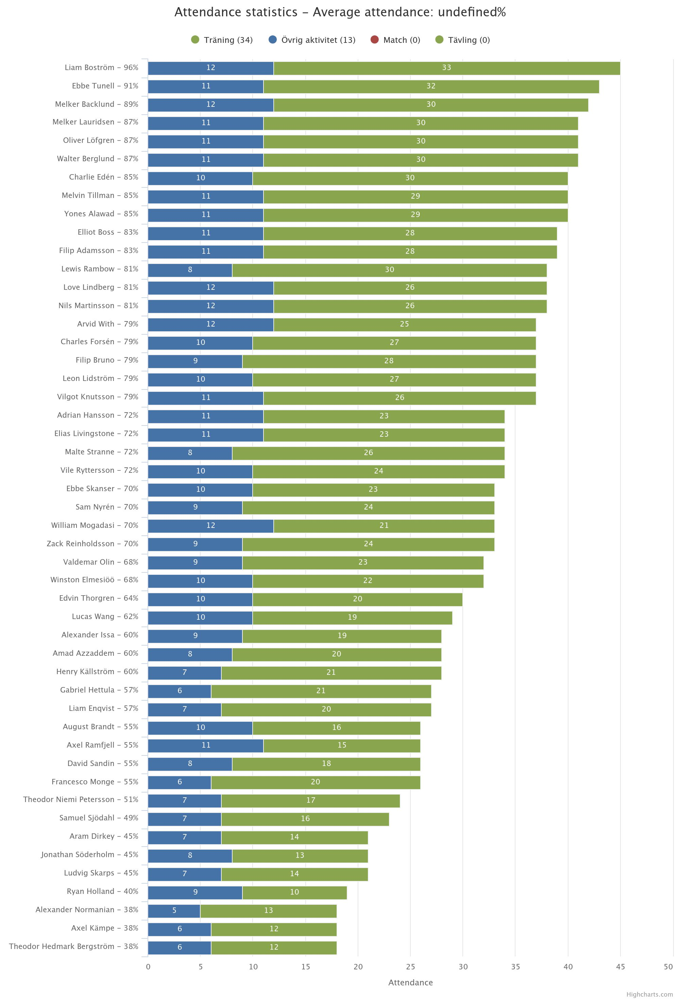 Attendance statistics – Average attendance: undefined%
Träning (34) Övrig aktivitet (13) Match (0) Tävling (0)
Liam Boström – 96% 12 33
Ebbe Tunell – 91% 11 32
Melker Backlund – 89% 12 30
Melker Lauridsen – 87% 11 30
Oliver Löfgren – 87% 11 30
Walter Berglund – 87% 11 30
Charlie Edén – 85% 10 30
Melvin Tillman – 85% 11 29
Yones Alawad – 85% 11 29
Elliot Boss – 83% 11 28
Filip Adamsson – 83% 11 28
Lewis Rambow – 81% 8 30
Love Lindberg – 81% 12 26
Nils Martinsson – 81% 12 26
Arvid With – 79% 12 25
Charles Forsén – 79% 10 27
Filip Bruno – 79% 9 28
Leon Lidström – 79% 10 27
Vilgot Knutsson – 79% 11 26
Adrian Hansson – 72% 11 23
Elias Livingstone – 72% 11 23
Malte Stranne – 72% 8 26
Vile Ryttersson – 72% 10 24
Ebbe Skanser – 70% 10 23
Sam Nyrén – 70% 9 24
William Mogadasi – 70% 12 21
Zack Reinholdsson – 70% 9 24
Valdemar Olin – 68% 9 23
Winston Elmesiöö – 68% 10 22
Edvin Thorgren – 64% 10 20
Lucas Wang – 62% 10 19
Alexander Issa – 60% 9 19
Amad Azzaddem – 60% 8 20
Henry Källström – 60% 7 21
Gabriel Hettula – 57% 6 21
Liam Enqvist – 57% 7 20
August Brandt – 55% 10 16
Axel Ramfjell – 55% 11 15
David Sandin – 55% 8 18
Francesco Monge – 55% 6 20
Theodor Niemi Petersson – 51% 7 17
Samuel Sjödahl – 49% 7 16
Aram Dirkey – 45% 7 14
Jonathan Söderholm – 45% 8 13
Ludvig Skarps – 45% 7 14
Ryan Holland – 40% 9 10
Alexander Normanian – 38% 5 13
Axel Kämpe – 38% 6 12
Theodor Hedmark Bergström – 38% 6 12
0 5 10 15 20 25 30 35 40 45 50
Attendance
Highcharts.com